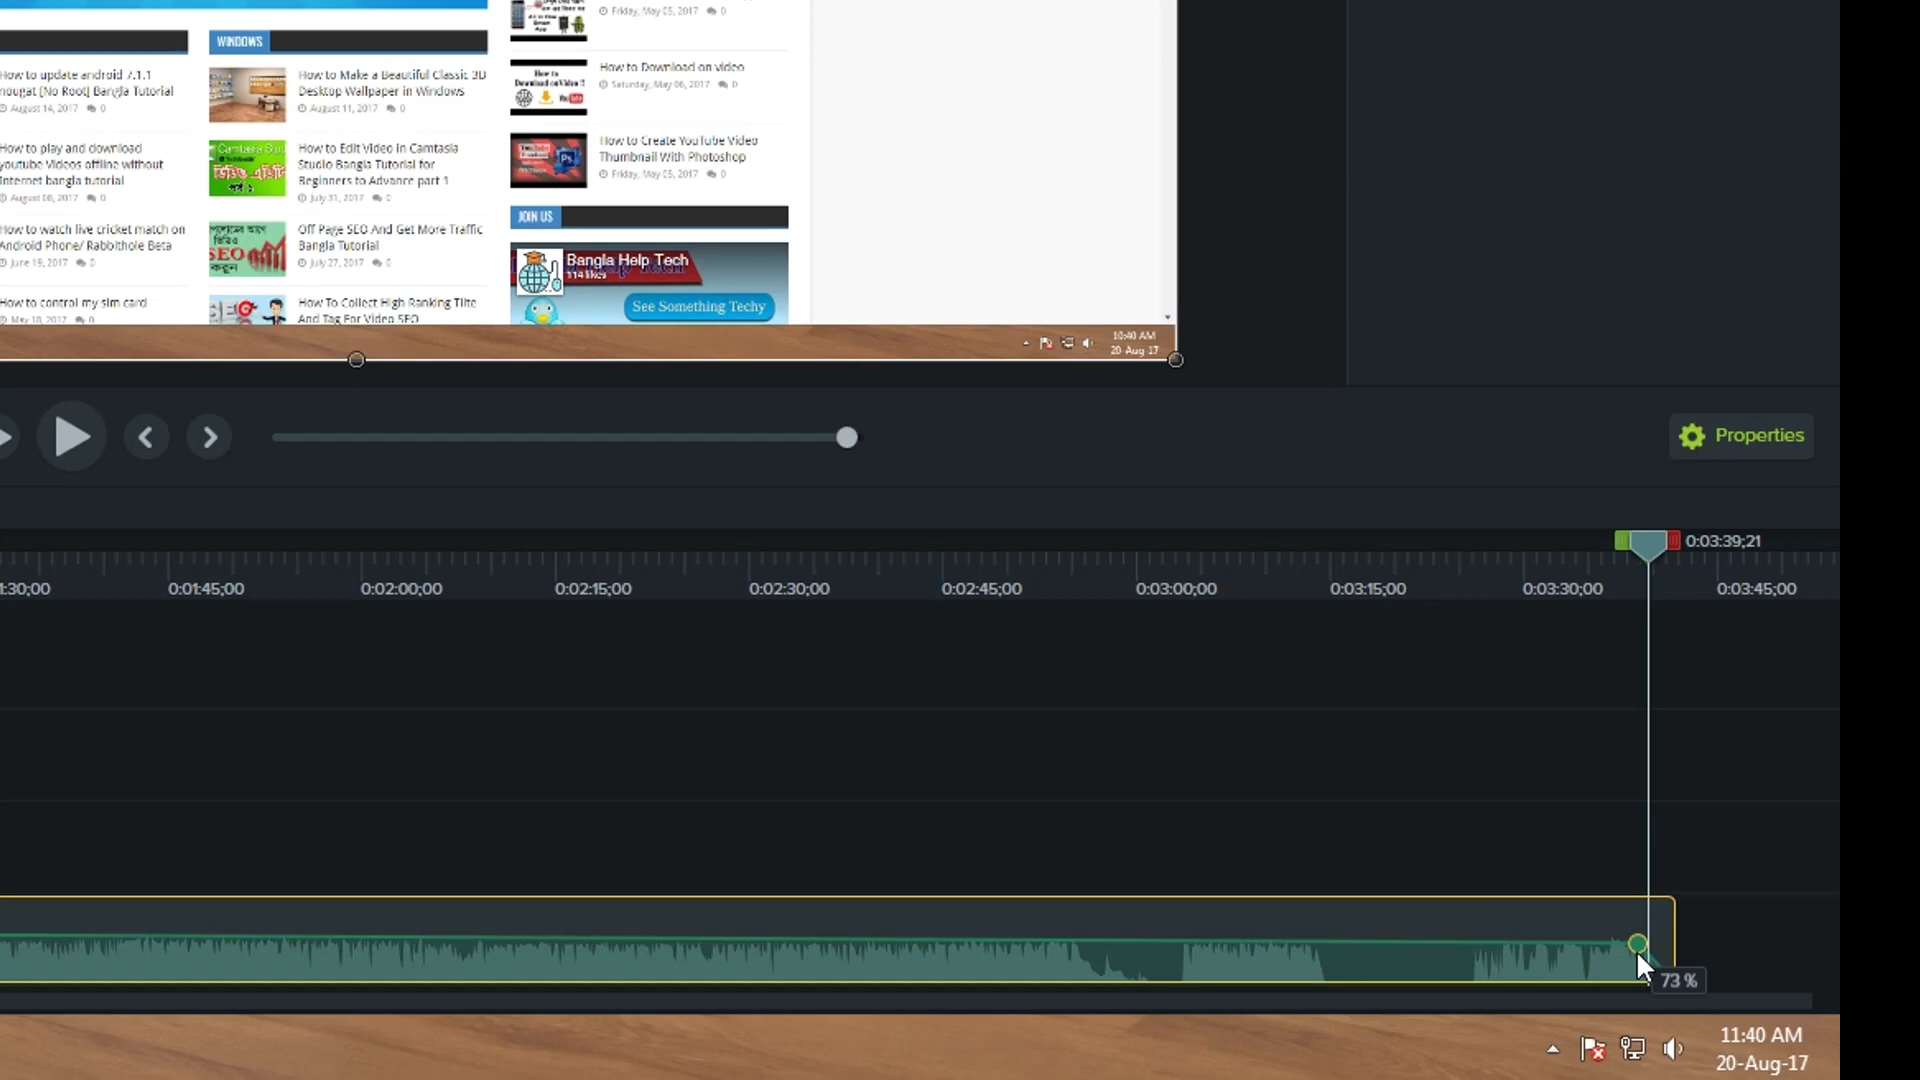 WINDOWS
How to update android 7.1.1
nougat [No Root] Bangla Tutorial
August 14, 2017 0
How to play and download
youtube Videos offline without
Internet bangla tutorial
August 08, 2017 0
How to watch live cricket match on
Android Phone/ Rabbithole Beta
June 19, 2017 0
How to control my sim card
May 18, 2017 0
How to Make a Beautiful Classic 3D
Desktop Wallpaper in Windows
August 11, 2017 0
How to Edit Video in Camtasia
Studio Bangla Tutorial for
Beginners to Advance part 1
July 31, 2017 0
SEO
Off Page SEO And Get More Traffic
Bangla Tutorial
July 27, 2017 0
How To Collect High Ranking Tilte
And Tag For Video SEO
Friday, May 05, 2017 0
How to
Download on Video !!
How to Download on video
Saturday, May 06, 2017 0
Ps
How to Create YouTube Video
Thumbnail With Photoshop
Friday, May 05, 2017 0
JOIN US
Bangla Help Tech
114 likes
See Something Techy
10:40 AM
20-Aug-17
Properties
0:03:39;21
1:30;00
0:01:45;00
0:02:00;00
0:02:15;00
0:02:30;00
0:02:45;00
0:03:00;00
0:03:15;00
0:03:30;00
0:03:45;00
73 %
11:40 AM
20-Aug-17